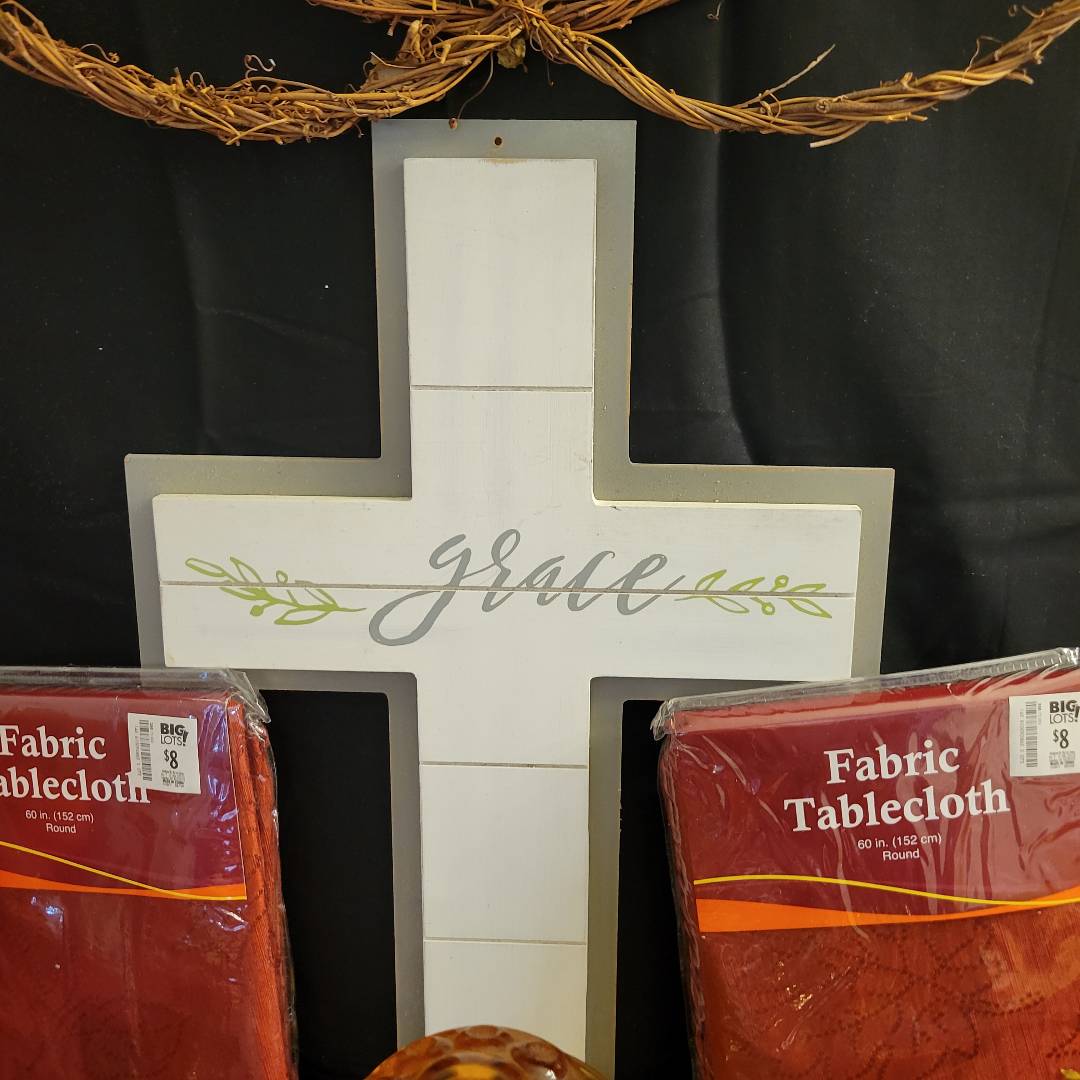 grace
Fabric
ablecloth
60 in. (152 cm)
Round
BIG
LOTS!
$8
Fabric
Tablecloth
60 in. (152 cm)
Round
BIG
LOTS!
$8